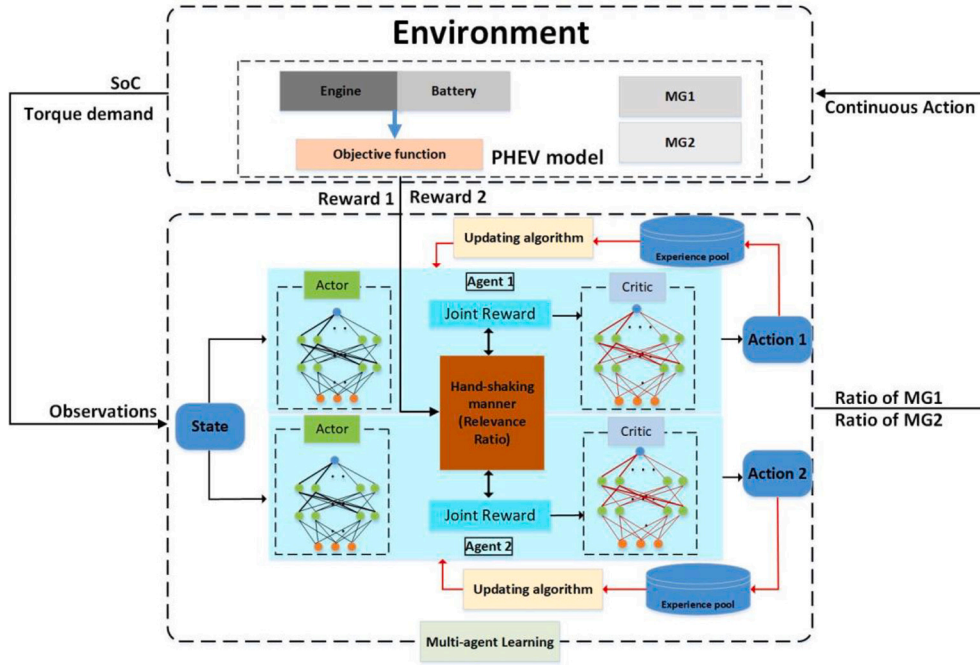 Environment
SoC
Torque demand
Engine
Battery
MG1
MG2
Objective function
PHEV model
Continuous Action
Reward 1
Reward 2
Updating algorithm
Experience pool
Agent 1
Actor
Critic
Joint Reward
Action 1
Hand-shaking
manner
(Relevance
Ratio)
Observations
State
Ratio of MG1
Ratio of MG2
Actor
Critic
Action 2
Joint Reward
Agent 2
Updating algorithm
Experience pool
Multi-agent Learning